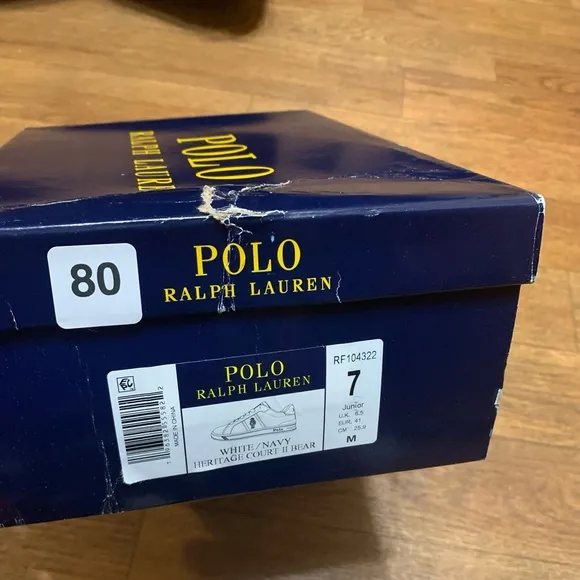 POLO
RALPH LAUREN
80
POLO
RALPH LAUREN
POLO
RALPH LAUREN
WHITE/NAVY
HERITAGE COURT II BEAR
MADE IN CHINA
RF104322
7
Junior
U.K. 6.5
EUR. 41
CM 25.9
M